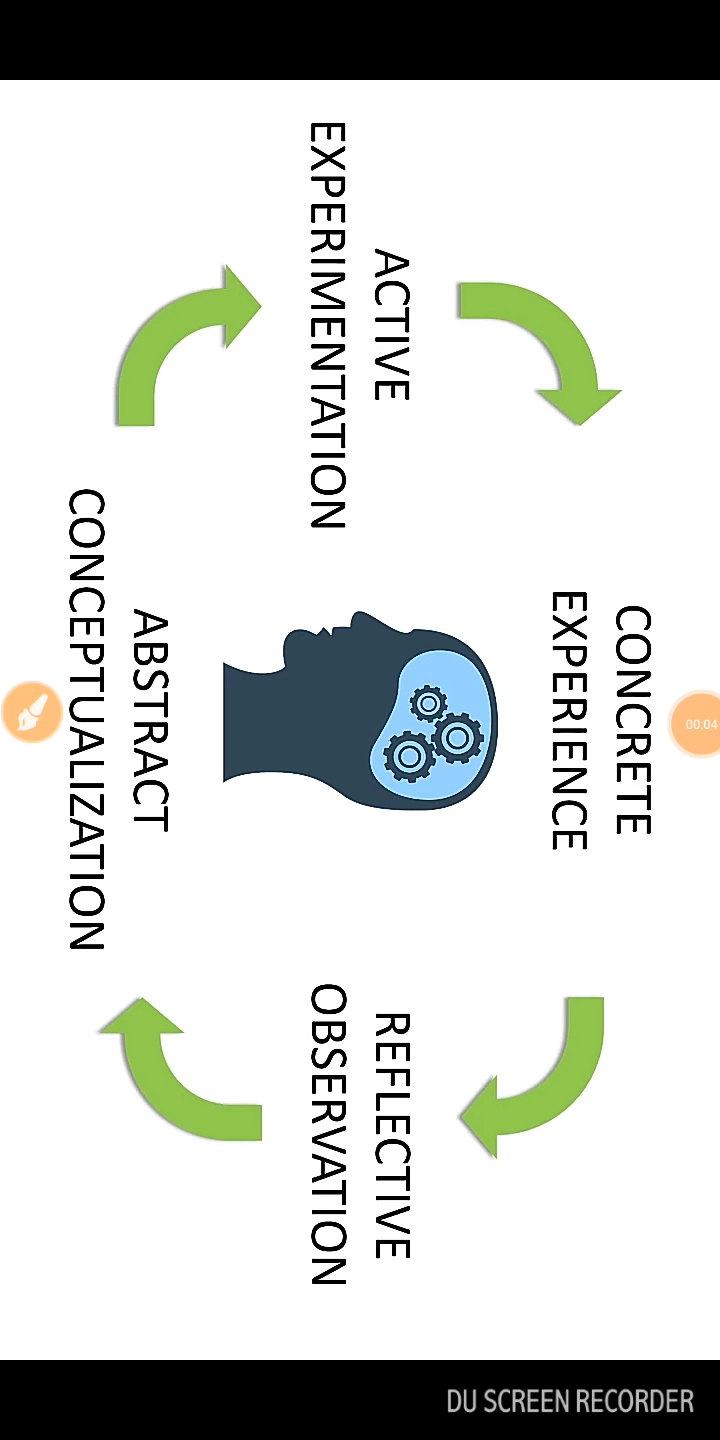 CONCRETE
EXPERIENCE
REFLECTIVE
OBSERVATION
ABSTRACT
CONCEPTUALIZATION
ACTIVE
EXPERIMENTATION
00:04
DU SCREEN RECORDER